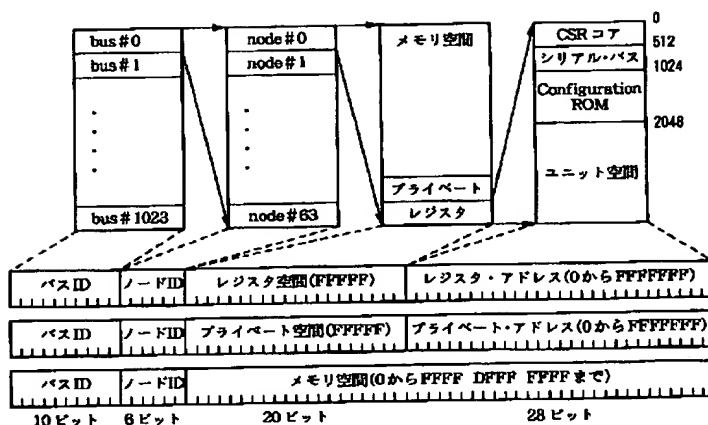 bus#0
bus#1
bus#1023
node#0
node#1
node#63
メモリ空間
プライベート
レジスタ
CSRコア
シリアル・バス
Configuration
ROM
ユニット空間
0
512
1024
2048
バスID ノードID レジスタ空間(FFFFF) レジスタ・アドレス(0からFFFFFFF)
バスID ノードID プライベート空間(FFFFF) プライベート・アドレス(0からFFFFFFF)
バスID ノードID メモリ空間(0からFFFF DFFF FFFFまで)
10ビット 6ビット 20ビット 28ビット